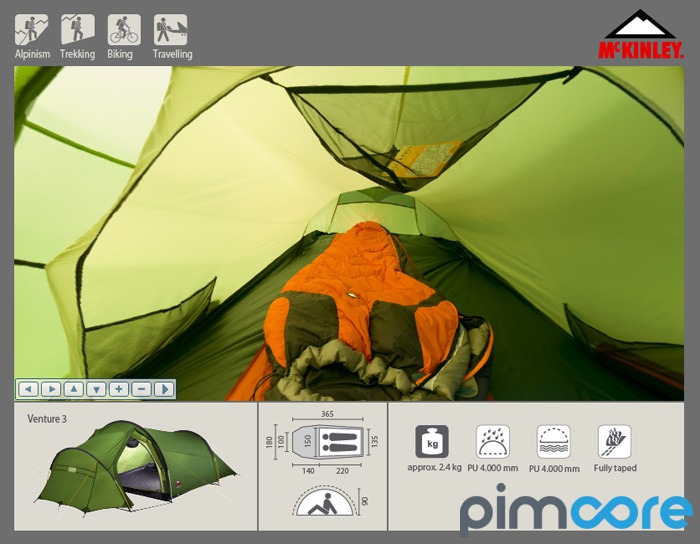 Alpinism Trekking Biking Travelling
McKINLEY.
Venture 3
365
180
100
150
135
140 220
90
kg
approx. 2.4 kg PU 4.000 mm PU 4.000 mm Fully taped
pimcore